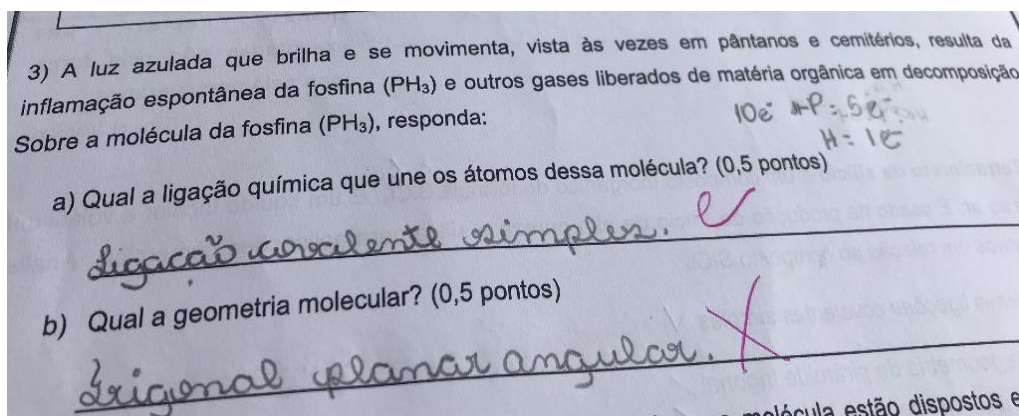 3) A luz azulada que brilha e se movimenta, vista às vezes em pântanos e cemitérios, resulta da
inflamação espontânea da fosfina (PH₃) e outros gases liberados de matéria orgânica em decomposição
Sobre a molécula da fosfina (PH₃), responda:
10e⁻ P = 5e⁻
H = 1e⁻
a) Qual a ligação química que une os átomos dessa molécula? (0,5 pontos)
Ligação covalente simples.
b) Qual a geometria molecular? (0,5 pontos)
Trigonal planar angular.
molécula estão dispostos e